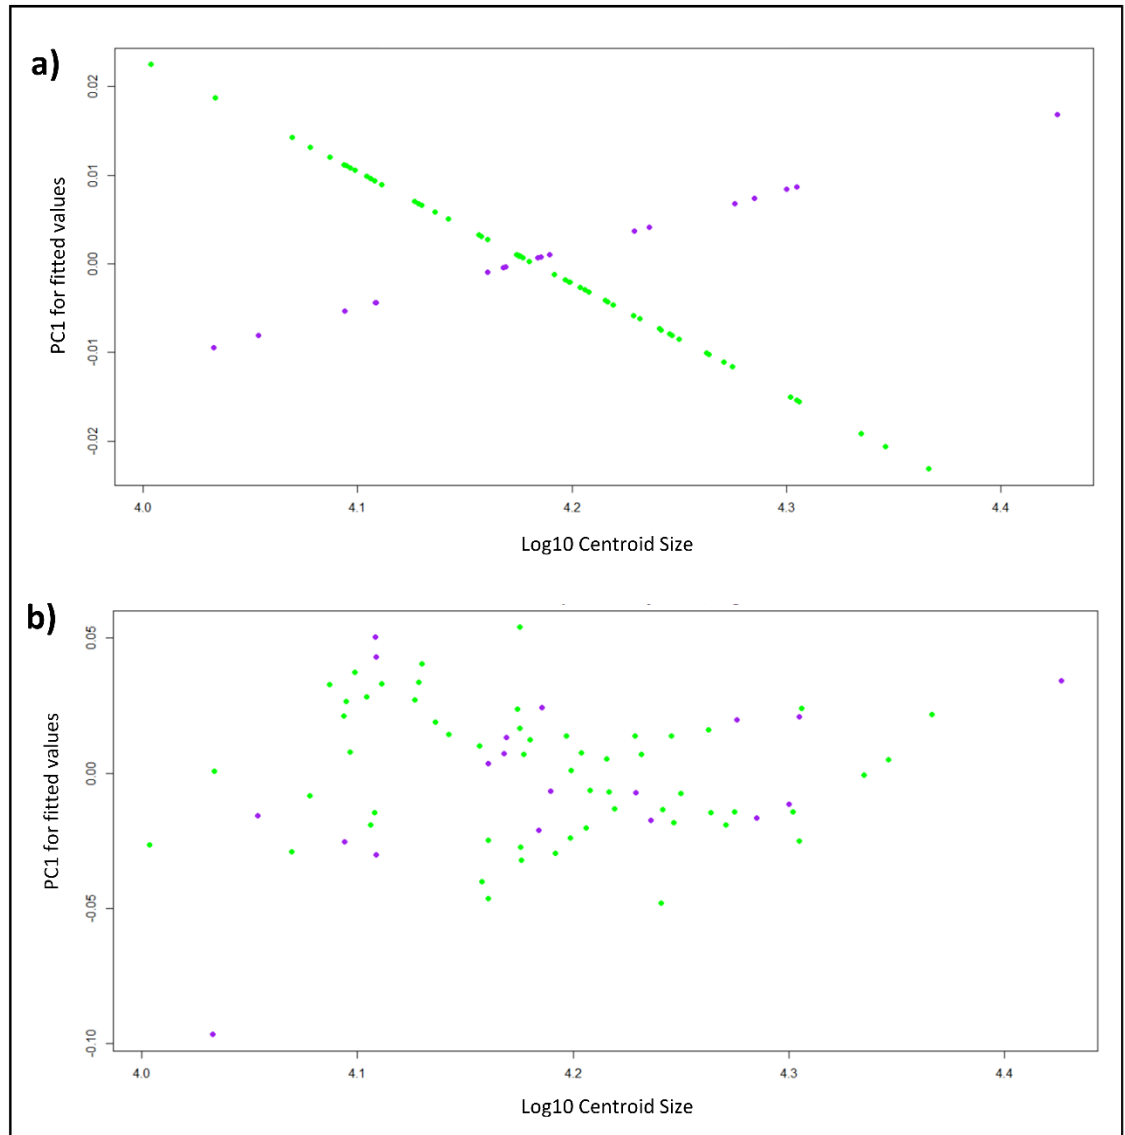 a)
0.02
0.01
0.00
-0.01
-0.02
PC1 for fitted values
4.0 4.1 4.2 4.3 4.4
Log10 Centroid Size
b)
0.05
0.00
-0.05
-0.10
PC1 for fitted values
4.0 4.1 4.2 4.3 4.4
Log10 Centroid Size